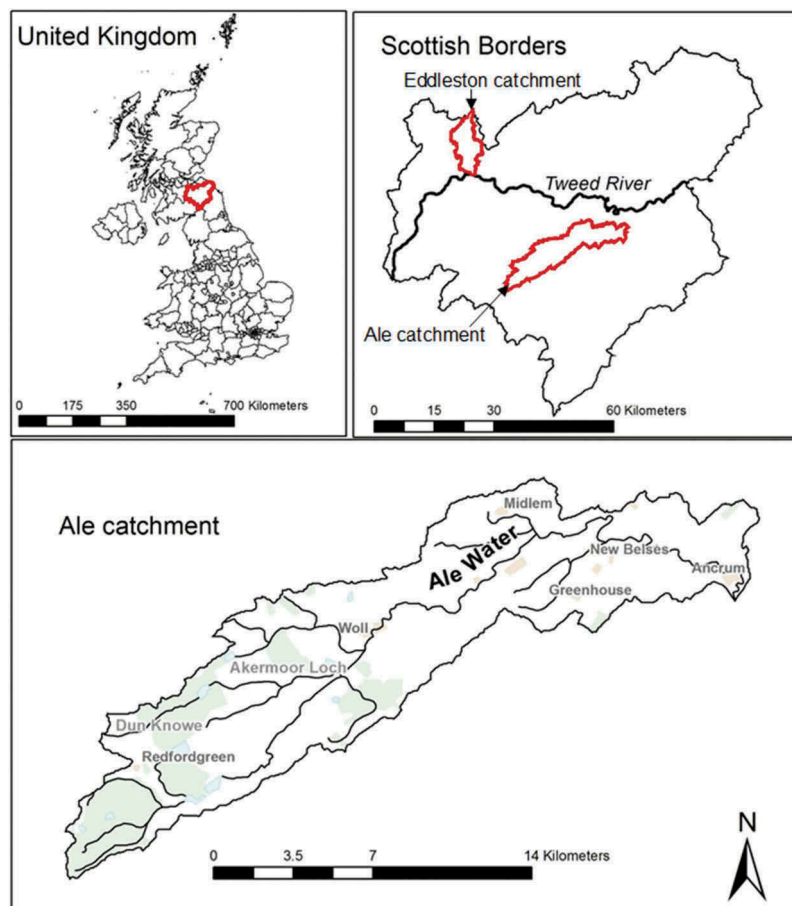 United Kingdom
0 175 350 700 Kilometers
Scottish Borders
Eddleston catchment
Tweed River
Ale catchment
0 15 30 60 Kilometers
Ale catchment
Midlem
Ale Water
New Belses
Ancrum
Greenhouse
Woll
Akermoor Loch
Dun Knowe
Redfordgreen
N
0 3.5 7 14 Kilometers